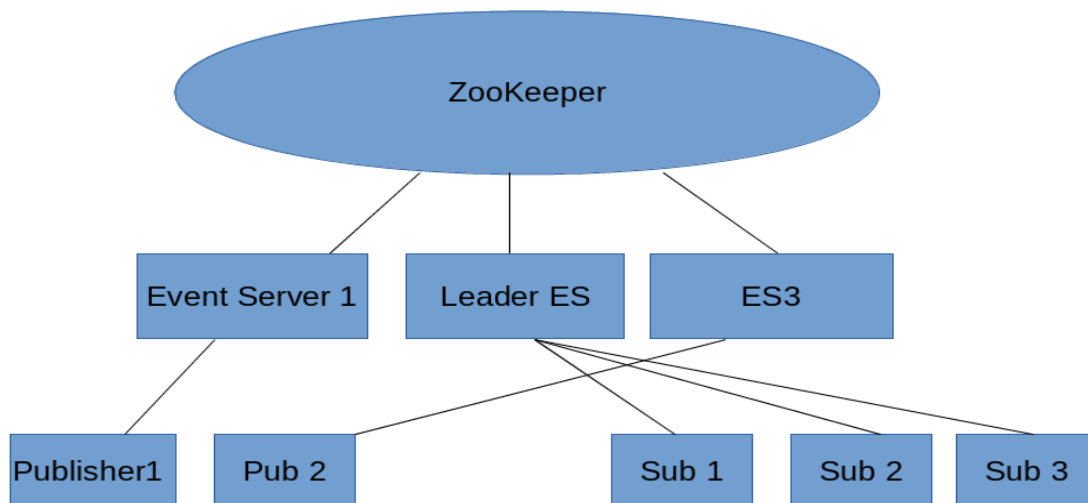 ZooKeeper
Event Server 1
Leader ES
ES3
Publisher1
Pub 2
Sub 1
Sub 2
Sub 3